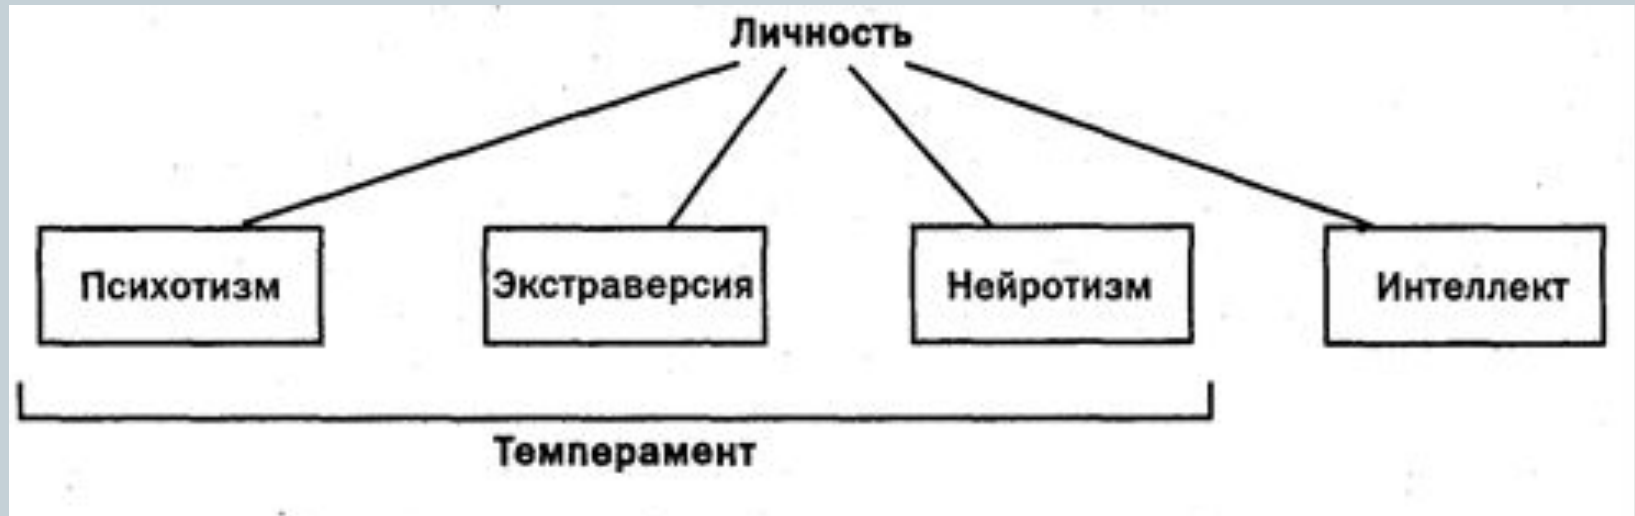 Личность
Психотизм
Экстраверсия
Нейротизм
Интеллект
Темперамент